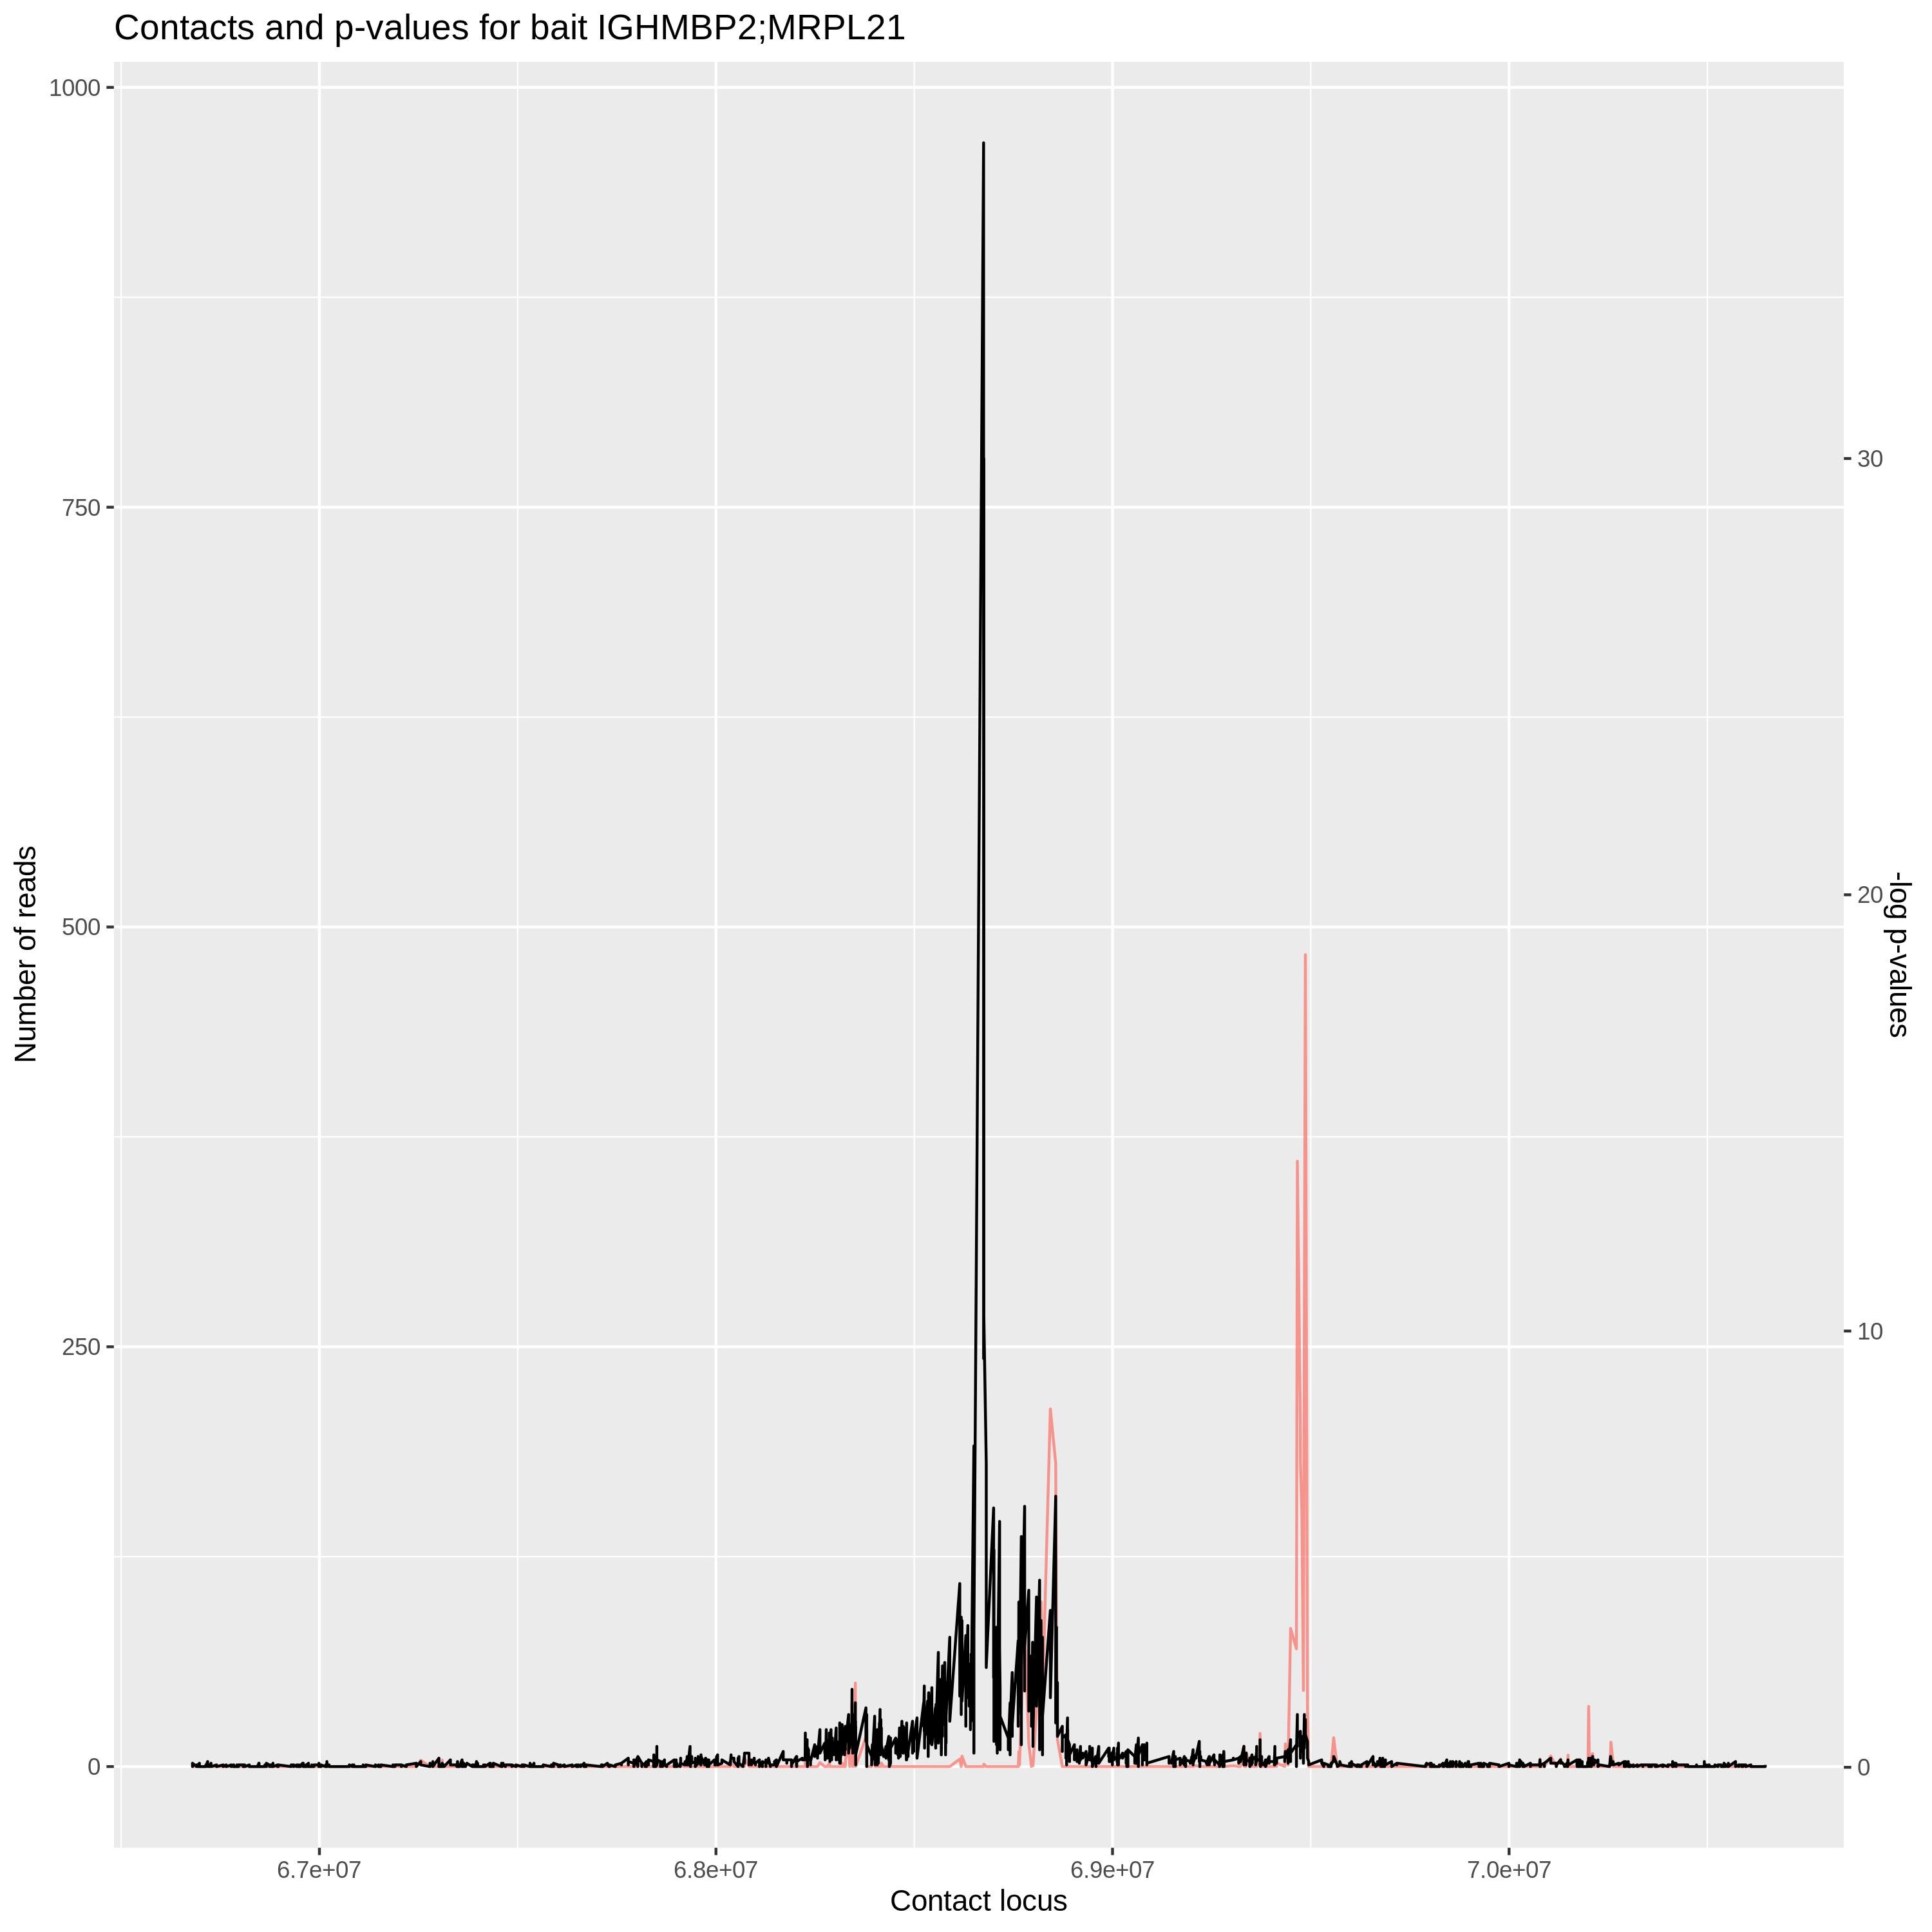 Contacts and p-values for bait IGHMBP2;MRPL21
1000
750
500
250
0
Number of reads
30
20
10
0
-log p-values
6.7e+07
6.8e+07
6.9e+07
7.0e+07
Contact locus